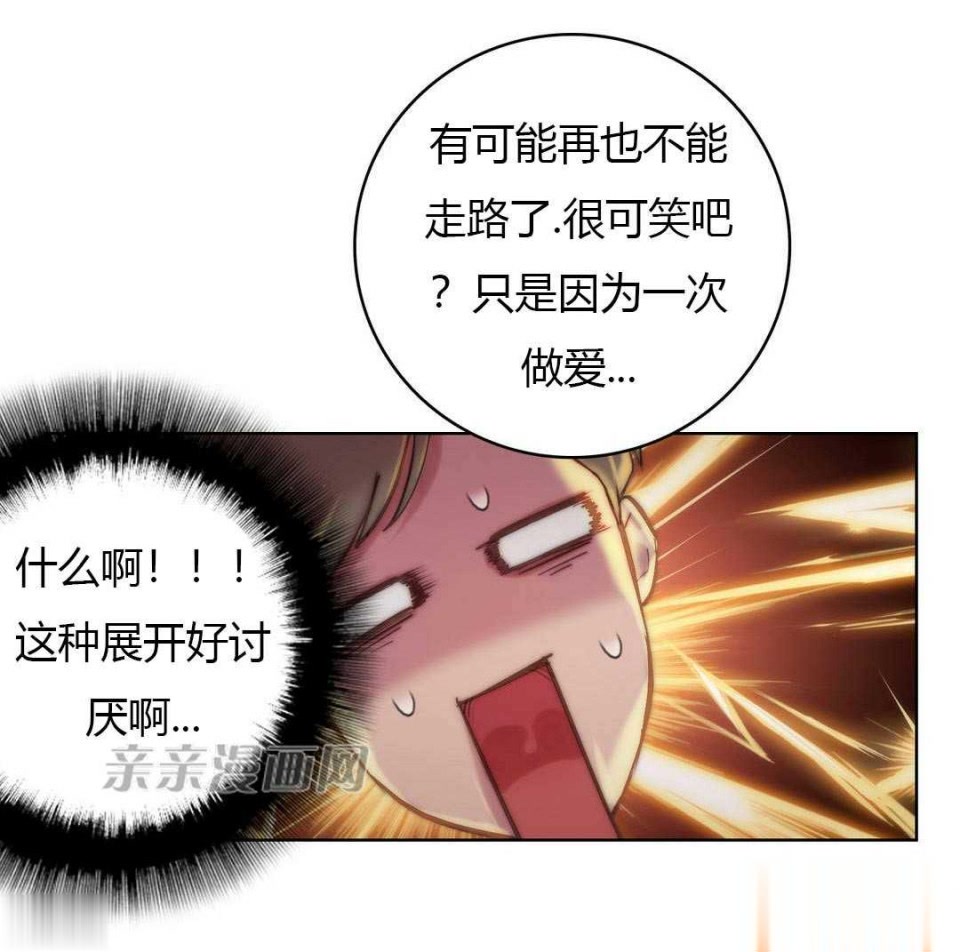 有可能再也不能
走路了.很可笑吧
？只是因为一次
做爱...
什么啊！！！
这种展开好讨
厌啊...
亲亲漫画网